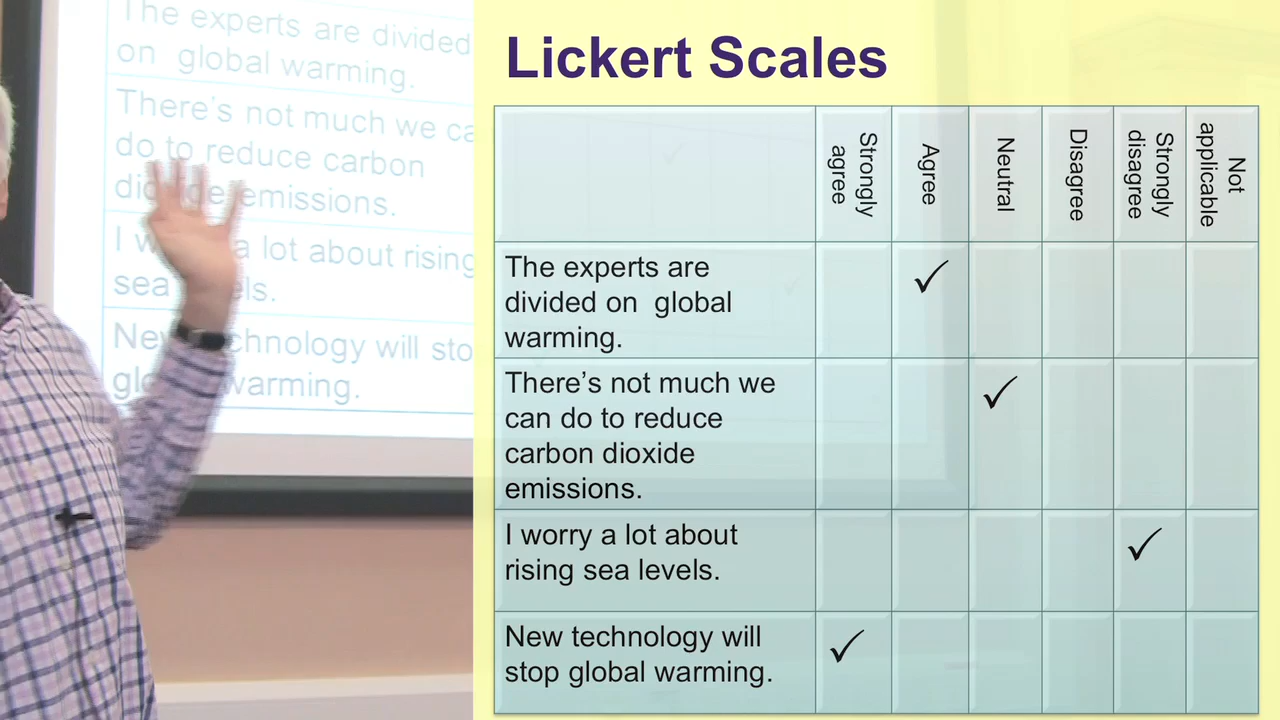 The experts are divided
on global warming.
There's not much we ca
do to reduce carbon
emissions.
a lot about rising
sea
technology will sto
warming.
Lickert Scales
Strongly agree
Agree
Neutral
Disagree
Strongly disagree
Not applicable
The experts are
divided on global
warming.
✓
There's not much we
can do to reduce
carbon dioxide
emissions.
✓
I worry a lot about
rising sea levels.
✓
New technology will
stop global warming.
✓